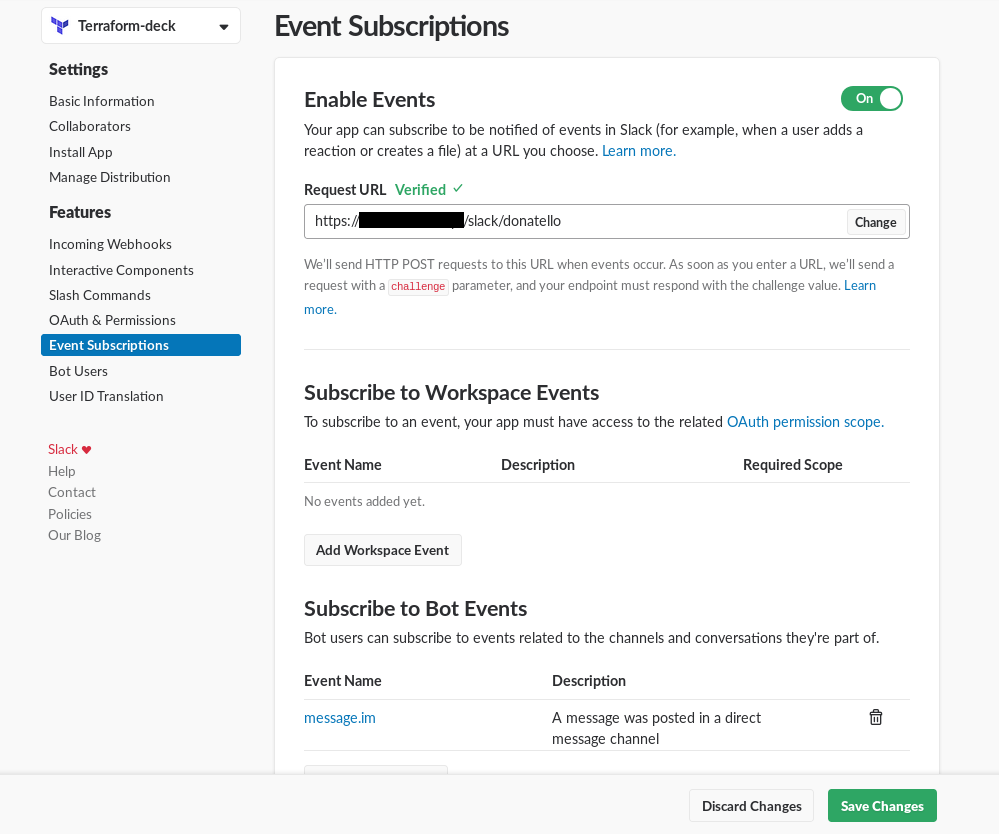 Terraform-deck
Settings
Basic Information
Collaborators
Install App
Manage Distribution
Features
Incoming Webhooks
Interactive Components
Slash Commands
OAuth & Permissions
Event Subscriptions
Bot Users
User ID Translation
Slack ❤
Help
Contact
Policies
Our Blog
Event Subscriptions
Enable Events
On
Your app can subscribe to be notified of events in Slack (for example, when a user adds a
reaction or creates a file) at a URL you choose. Learn more.
Request URL Verified ✓
https:// /slack/donatello
Change
We'll send HTTP POST requests to this URL when events occur. As soon as you enter a URL, we'll send a
request with a challenge parameter, and your endpoint must respond with the challenge value. Learn
more.
Subscribe to Workspace Events
To subscribe to an event, your app must have access to the related OAuth permission scope.
Event Name Description Required Scope
No events added yet.
Add Workspace Event
Subscribe to Bot Events
Bot users can subscribe to events related to the channels and conversations they're part of.
Event Name Description
message.im A message was posted in a direct
message channel
Discard Changes Save Changes